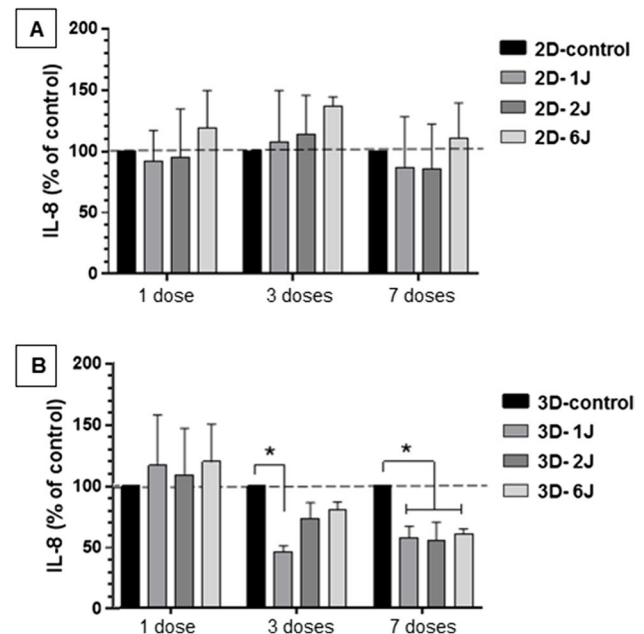 A
200
150
100
50
0
IL-8 (% of control)
1 dose 3 doses 7 doses
2D-control
2D- 1J
2D- 2J
2D- 6J
B
200
150
100
50
0
IL-8 (% of control)
* *
1 dose 3 doses 7 doses
3D-control
3D- 1J
3D- 2J
3D- 6J